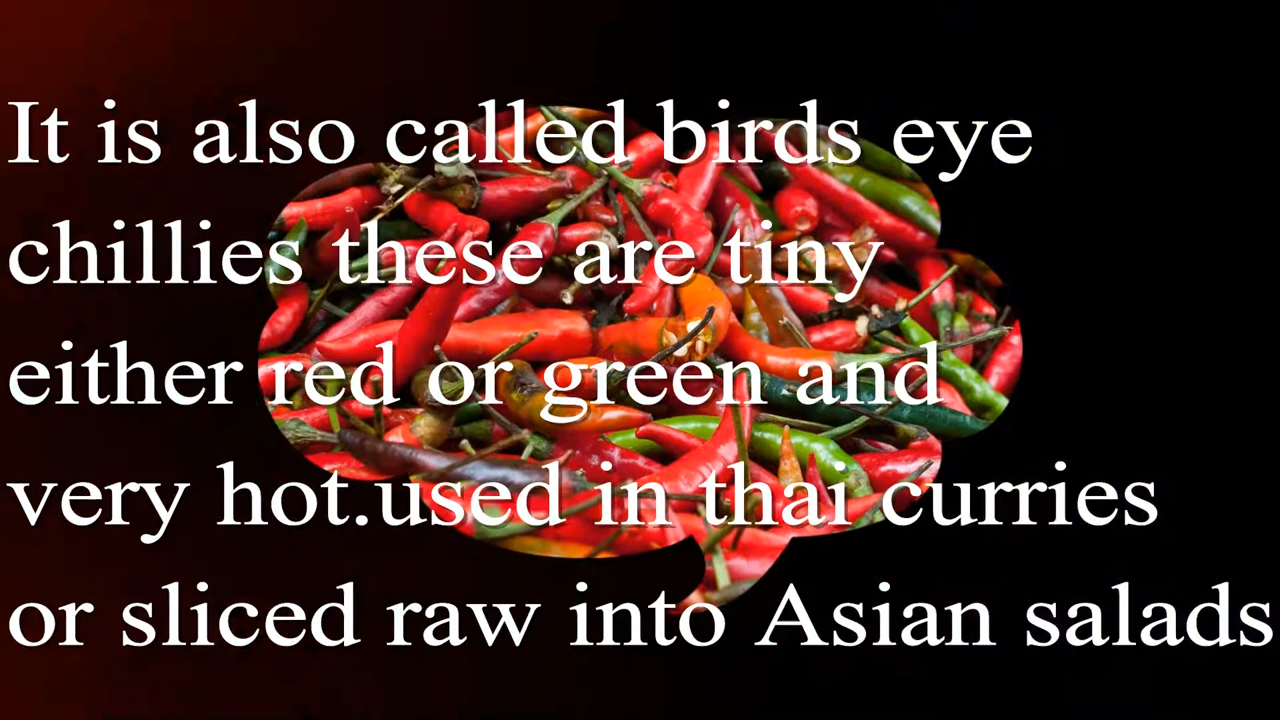 It is also called birds eye
chillies these are tiny
either red or green and
very hot.used in thai curries
or sliced raw into Asian salads